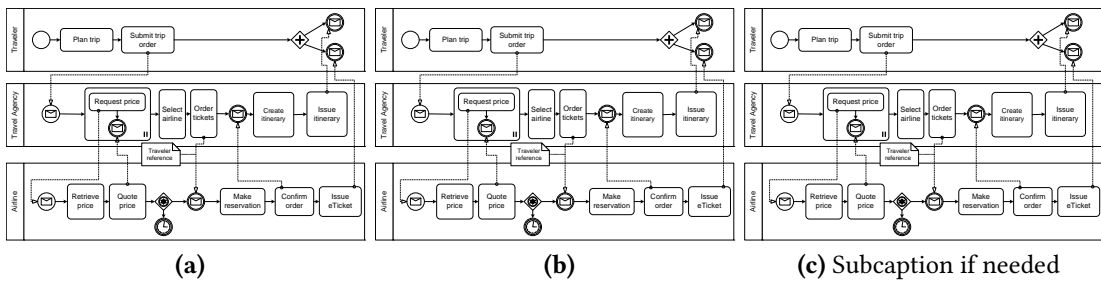 Traveler
Plan trip
Submit trip
order
Travel Agency
Request price
Select
airline
Order
tickets
Create
itinerary
Issue
itinerary
Traveler
reference
Airline
Retrieve
price
Quote
price
Make
reservation
Confirm
order
Issue
eTicket
(a)
Traveler
Plan trip
Submit trip
order
Travel Agency
Request price
Select
airline
Order
tickets
Create
itinerary
Issue
itinerary
Traveler
reference
Airline
Retrieve
price
Quote
price
Make
reservation
Confirm
order
Issue
eTicket
(b)
Traveler
Plan trip
Submit trip
order
Travel Agency
Request price
Select
airline
Order
tickets
Create
itinerary
Issue
itinerary
Traveler
reference
Airline
Retrieve
price
Quote
price
Make
reservation
Confirm
order
Issue
eTicket
(c) Subcaption if needed